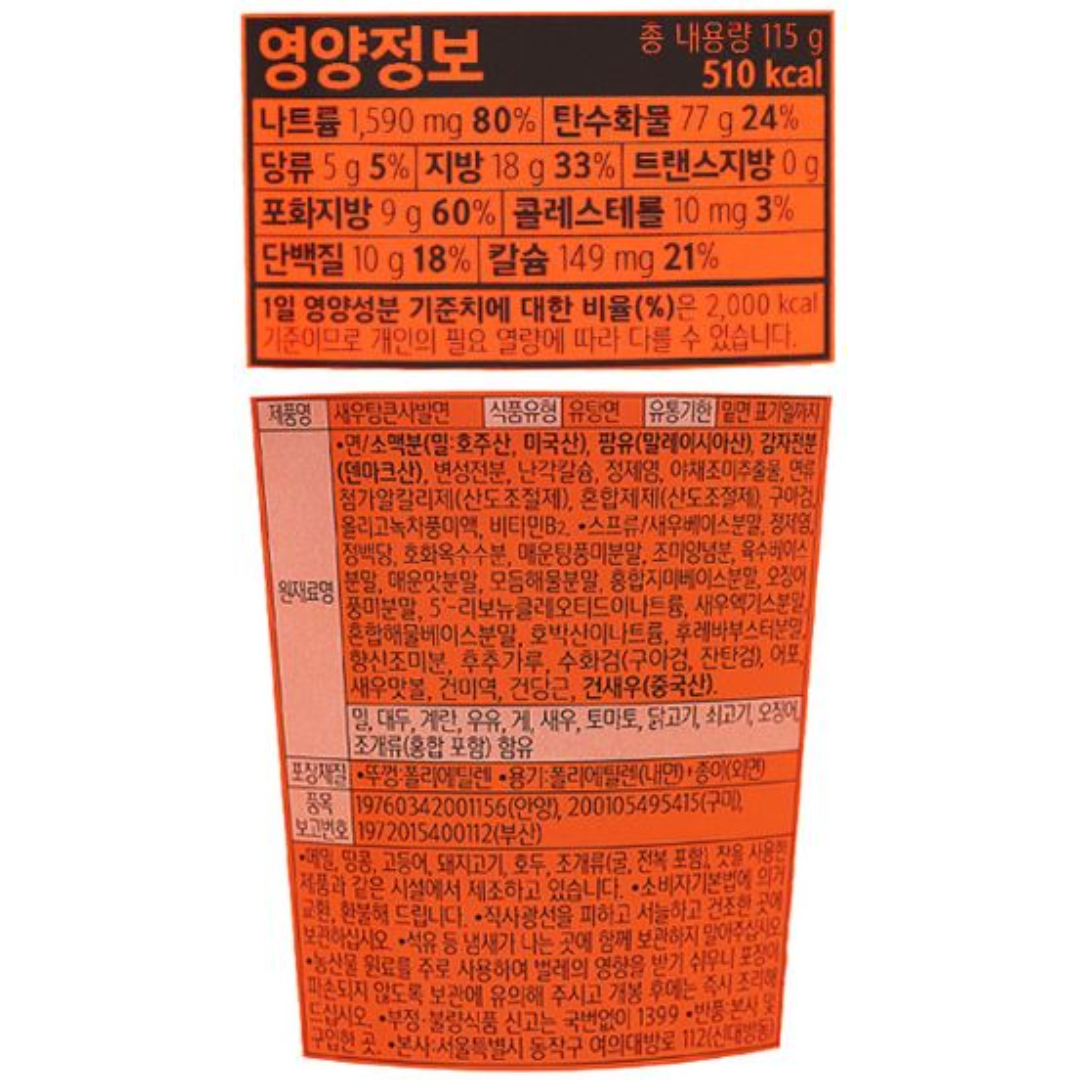 영양정보
총 내용량 115 g
510 kcal
나트륨 1,590 mg 80% 탄수화물 77 g 24%
당류 5 g 5% 지방 18 g 33% 트랜스지방 0 g
포화지방 9 g 60% 콜레스테롤 10 mg 3%
단백질 10 g 18% 칼슘 149 mg 21%
1일 영양성분 기준치에 대한 비율(%)은 2,000 kcal
기준이므로 개인의 필요 열량에 따라 다를 수 있습니다.
제품명 새우탕큰사발면 식품유형 유탕면 유통기한 밑면 표기일까지
원재료명
•면/소맥분(밀:호주산, 미국산), 팜유(말레이시아산), 감자전분
(덴마크산), 변성전분, 난각칼슘, 정제염, 야채조미추출물, 면류
첨가알칼리제(산도조절제), 혼합제제(산도조절제), 구아검,
올리고녹차풍미액, 비타민B2. •스프류/새우베이스분말, 정제염,
정백당, 호화옥수수분, 매운탕풍미분말, 조미양념분, 육수베이스
분말, 매운맛분말, 모듬해물분말, 홍합지미베이스분말, 오징어
풍미분말, 5'-리보뉴클레오티드이나트륨, 새우엑기스분말,
혼합해물베이스분말, 호박산이나트륨, 후레바부스터분말,
향신조미분, 후추가루, 수화검(구아검, 잔탄검), 어포,
새우맛볼, 건미역, 건당근, 건새우(중국산).
밀, 대두, 계란, 우유, 게, 새우, 토마토, 닭고기, 쇠고기, 오징어,
조개류(홍합 포함) 함유
포장재질 •뚜껑:폴리에틸렌 •용기:폴리에틸렌(내면)+종이(외면)
품목
보고번호
19760342001156(안양), 200105495415(구미),
1972015400112(부산)
•메밀, 땅콩, 고등어, 돼지고기, 호두, 조개류(굴, 전복 포함), 잣을 사용한
제품과 같은 시설에서 제조하고 있습니다. •소비자기본법에 의거
교환, 환불해 드립니다. •직사광선을 피하고 서늘하고 건조한 곳에
보관하십시오. •석유 등 냄새가 나는 곳에 함께 보관하지 말아주십시오.
•농산물 원료를 주로 사용하여 벌레의 영향을 받기 쉬우니 포장이
파손되지 않도록 보관에 유의해 주시고 개봉 후에는 즉시 조리해
드십시오. •부정·불량식품 신고는 국번없이 1399 •반품:본사 및
구입한 곳. •본사:서울특별시 동작구 여의대방로 112(신대방동)